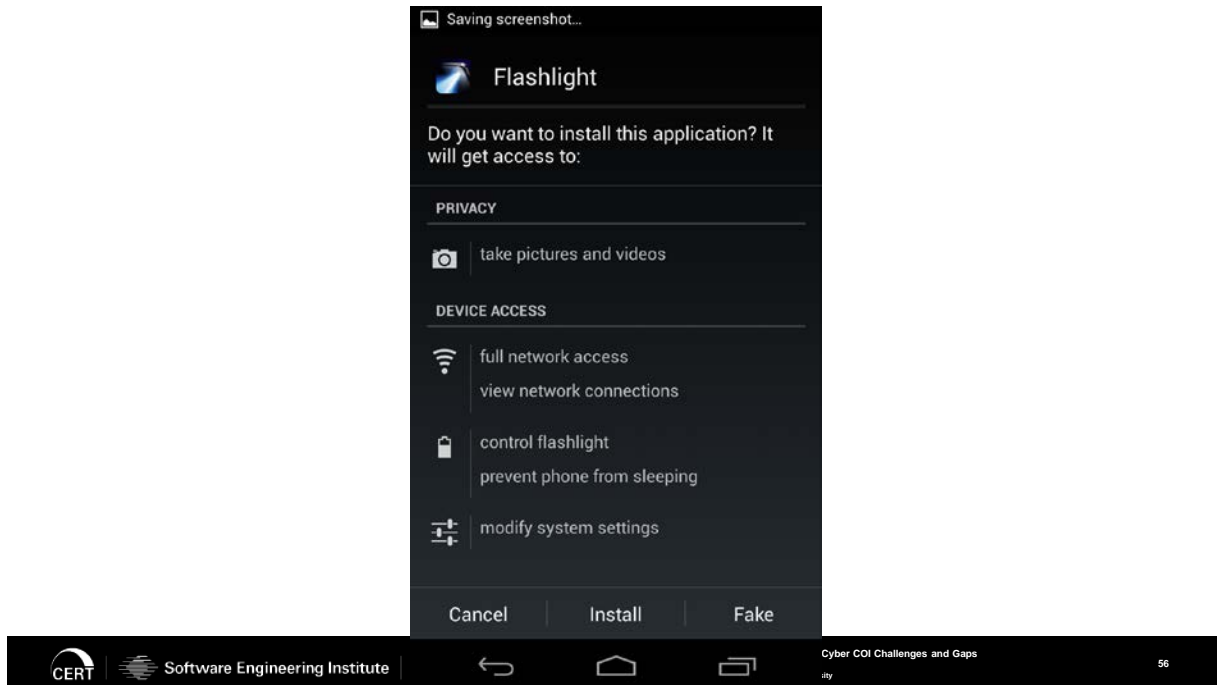 Saving screenshot...
Flashlight
Do you want to install this application? It
will get access to:
PRIVACY
take pictures and videos
DEVICE ACCESS
full network access
view network connections
control flashlight
prevent phone from sleeping
modify system settings
Cancel
Install
Fake
CERT
Software Engineering Institute
Cyber COI Challenges and Gaps
56